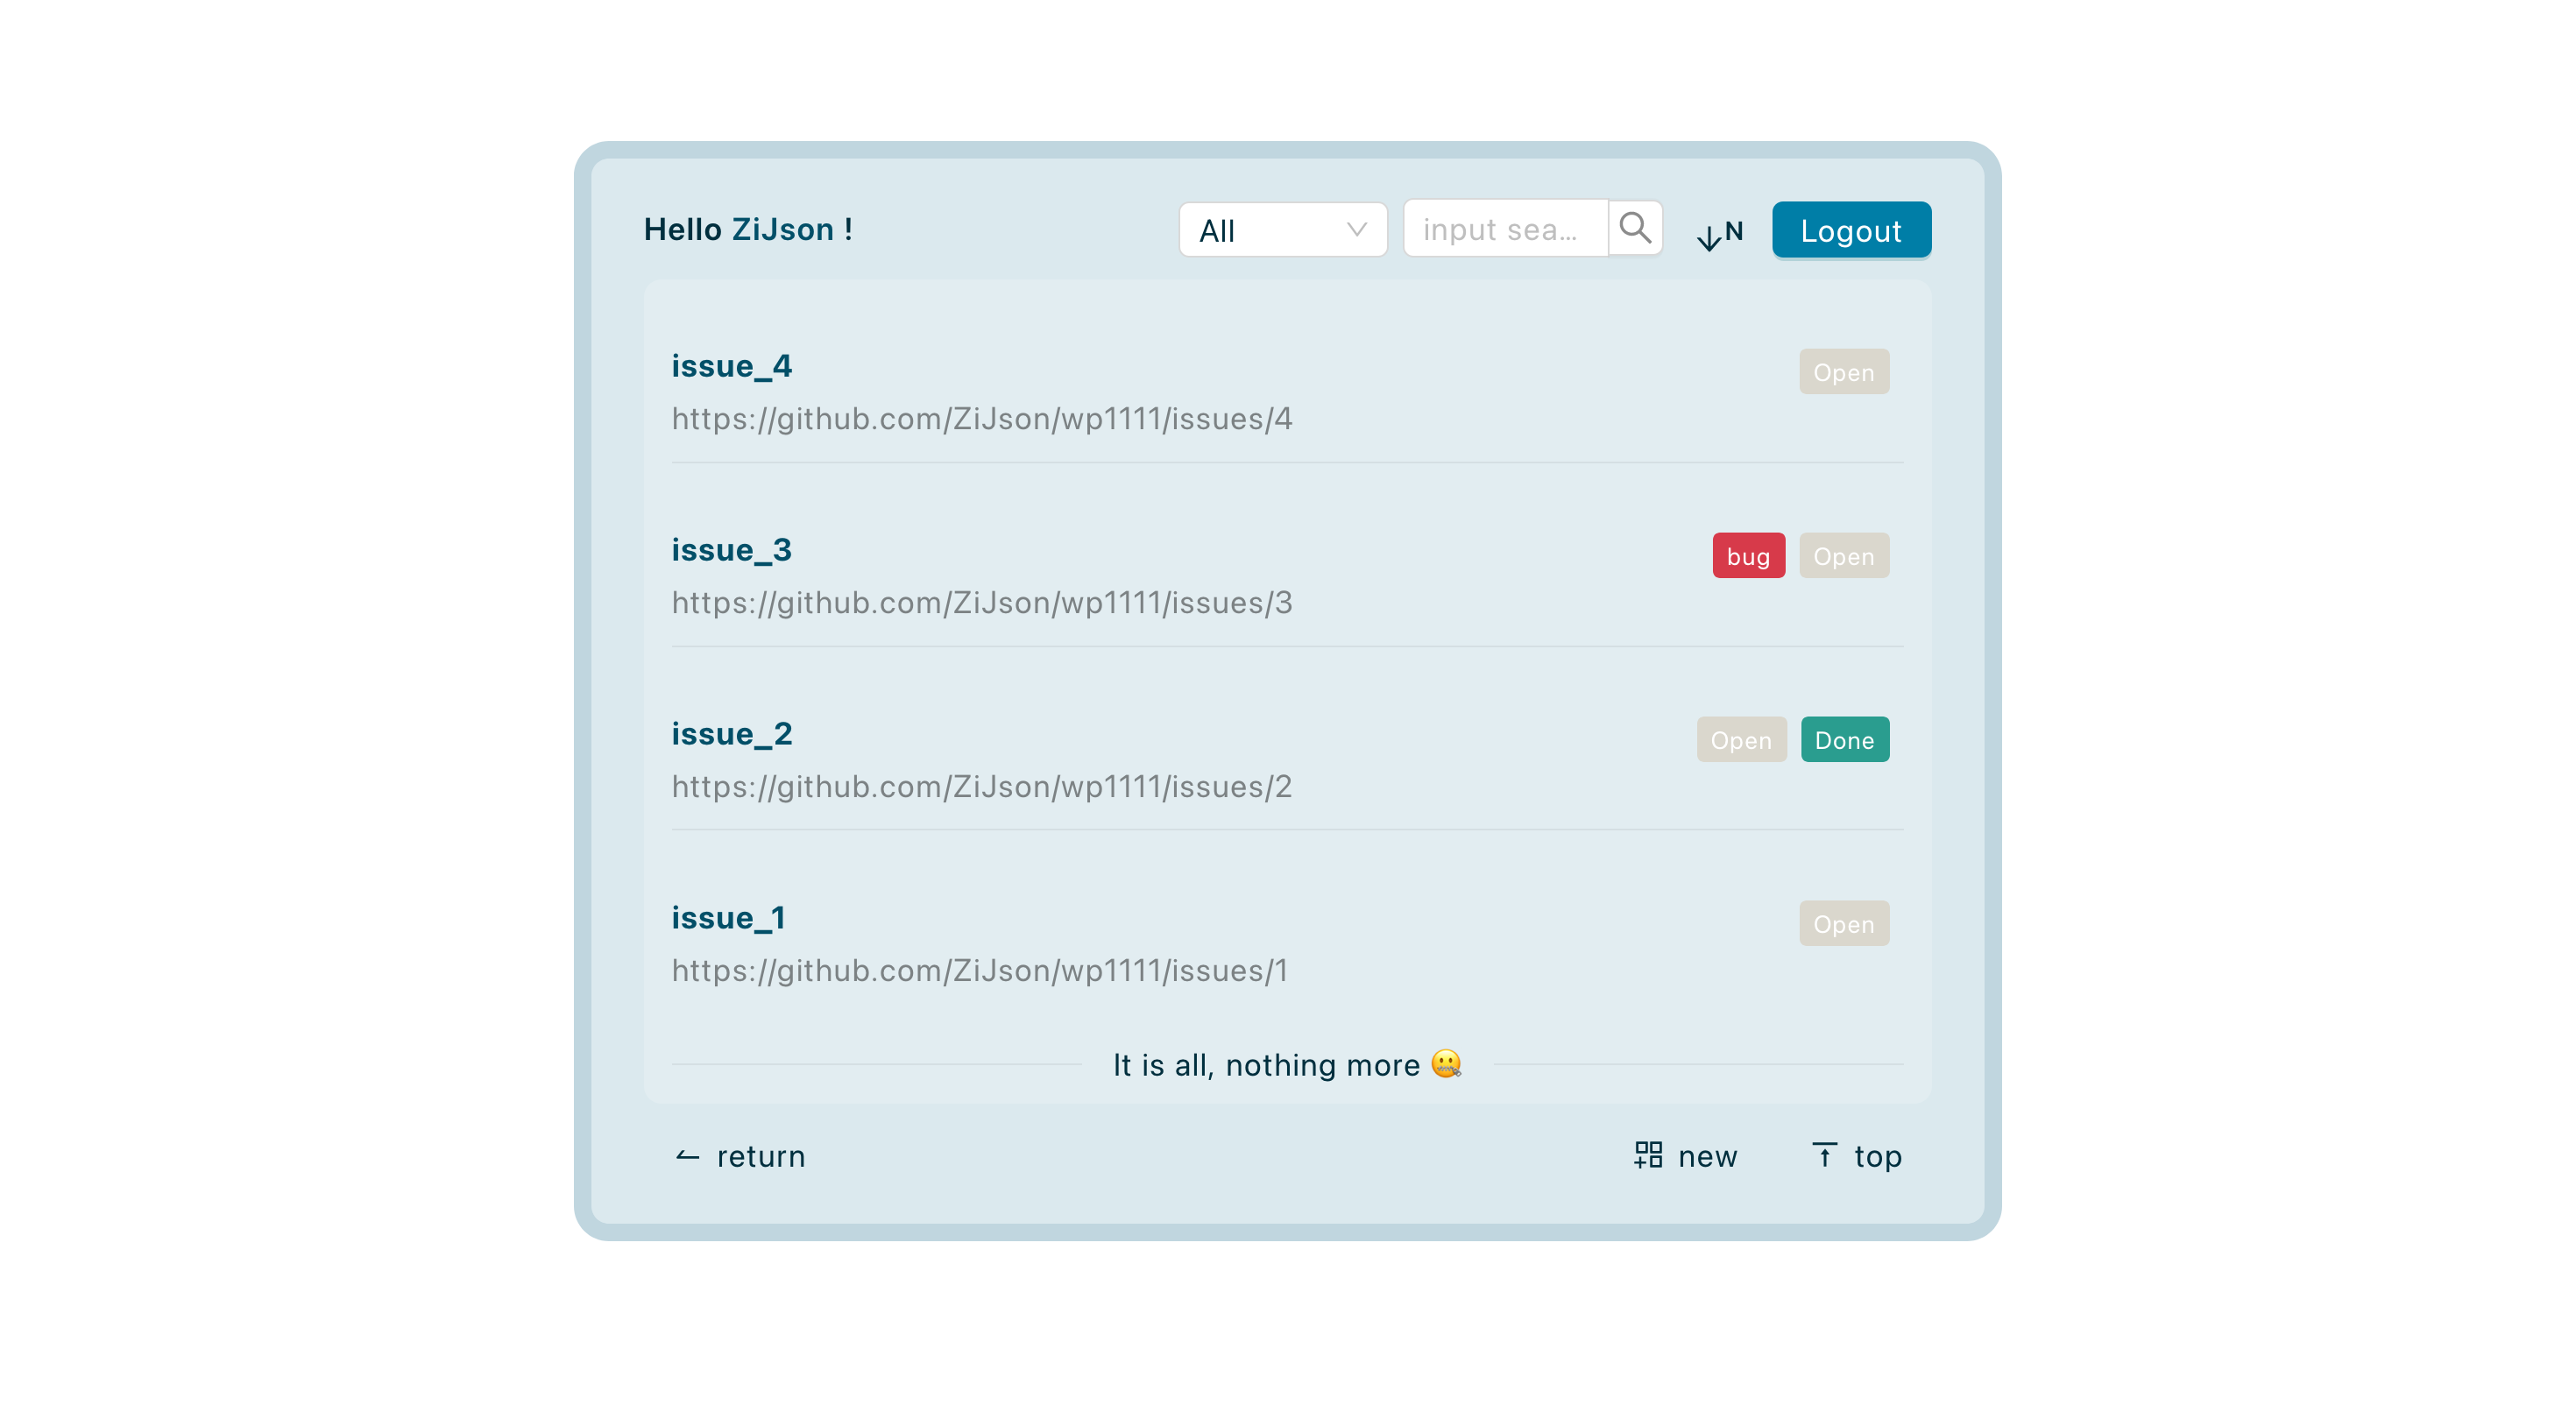 Hello ZiJson !
All
input sea...
N
Logout
issue_4
Open
https://github.com/ZiJson/wp1111/issues/4
issue_3
bug Open
https://github.com/ZiJson/wp1111/issues/3
issue_2
Open Done
https://github.com/ZiJson/wp1111/issues/2
issue_1
Open
https://github.com/ZiJson/wp1111/issues/1
It is all, nothing more 🤐
return
new
top